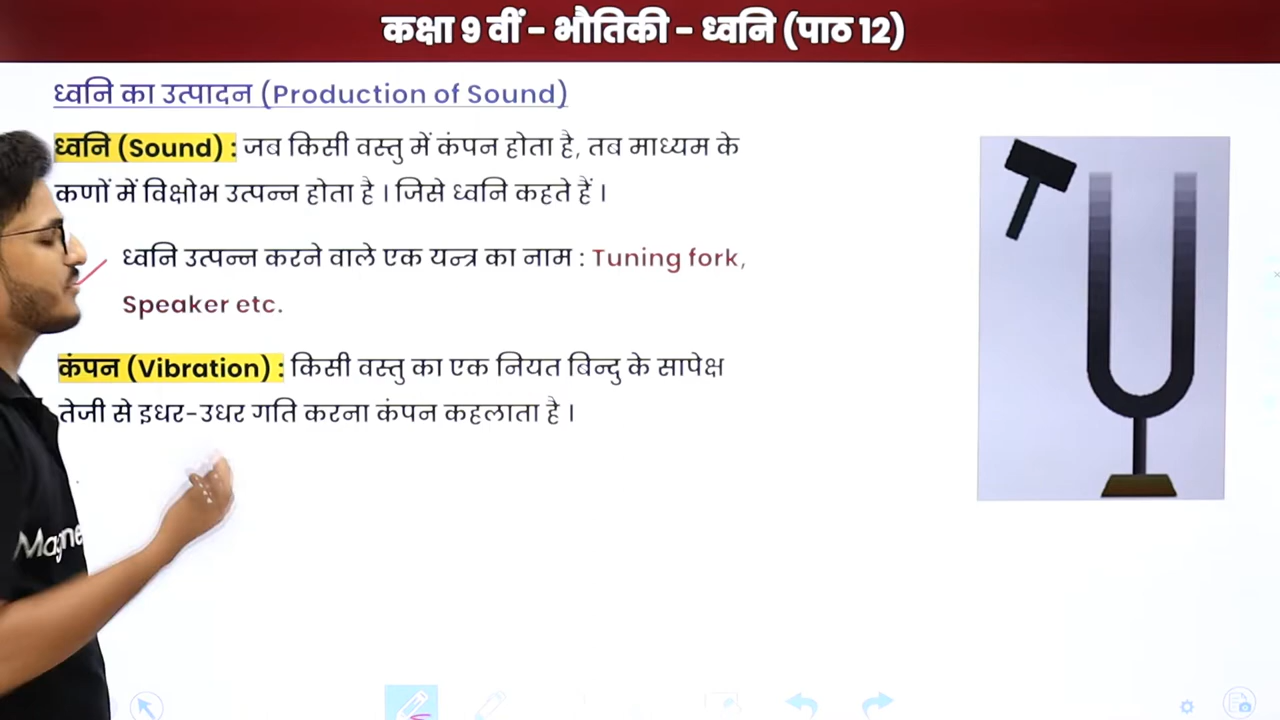 कक्षा 9 वीं - भौतिकी - ध्वनि (पाठ 12)
ध्वनि का उत्पादन (Production of Sound)
ध्वनि (Sound) : जब किसी वस्तु में कंपन होता है, तब माध्यम के
कणों में विक्षोभ उत्पन्न होता है । जिसे ध्वनि कहते हैं ।
ध्वनि उत्पन्न करने वाले एक यन्त्र का नाम : Tuning fork,
Speaker etc.
कंपन (Vibration) : किसी वस्तु का एक नियत बिन्दु के सापेक्ष
तेजी से इधर-उधर गति करना कंपन कहलाता है ।